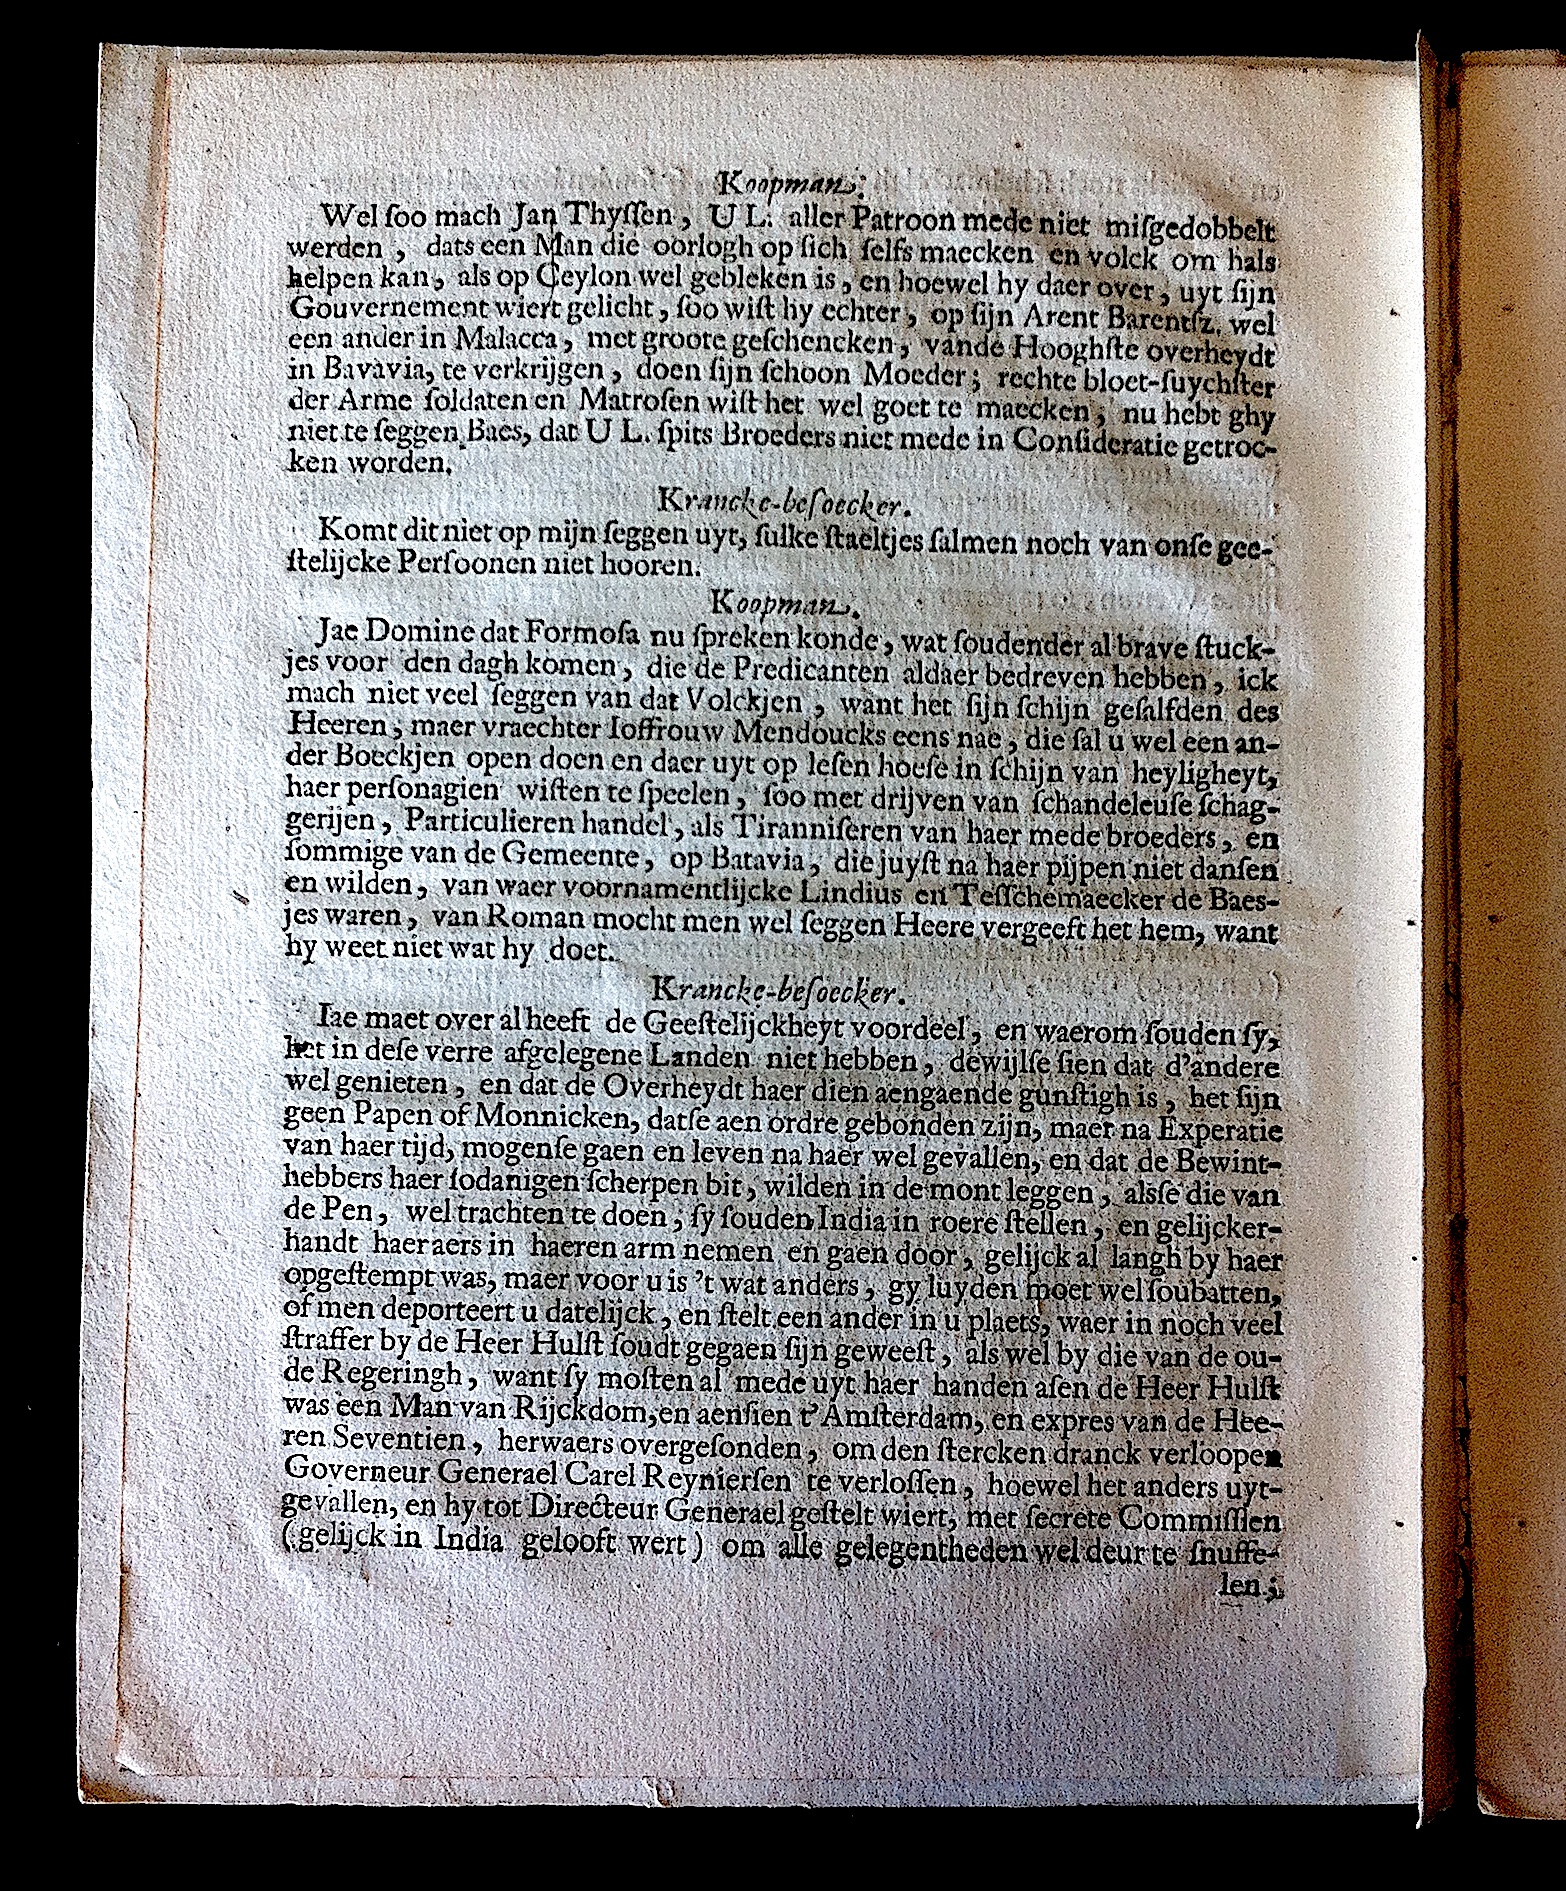 Koopman.
Wel ſoo mach Jan Thyſſen, U L. aller Patroon mede niet miſgedobbelt
werden, dats een Man die oorlogh op ſich ſelfs maecken en volck om hals
helpen kan, als op Ceylon wel gebleken is, en hoewel hy daer over, uyt ſijn
Gouvernement wiert gelicht, ſoo wiſt hy echter, op ſijn Arent Barentſz. wel
een ander in Malacca, met groote geſchencken, vande Hooghſte overheydt
in Bavavia, te verkrijgen, doen ſijn ſchoon Moeder; rechte bloet-ſuychſter
der Arme ſoldaten en Matroſen wiſt het wel goet te maecken, nu hebt ghy
niet te ſeggen Baes, dat U L. ſpits Broeders niet mede in Conſideratie getroc-
ken worden.
Krancke-beſoecker.
Komt dit niet op mijn ſeggen uyt, ſulke ſtaeltjes ſalmen noch van onſe gee-
ſtelijcke Perſoonen niet hooren.
Koopman.
Jae Domine dat Formoſa nu ſpreken konde, wat ſoudender al brave ſtuck-
jes voor den dagh komen, die de Predicanten aldaer bedreven hebben, ick
mach niet veel ſeggen van dat Volckjen, want het ſijn ſchijn geſalfden des
Heeren; maer vraechter Ioffrouw Mendoucks eens nae, die ſal u wel een an-
der Boeckjen open doen en daer uyt op leſen hoeſe in ſchijn van heyligheyt,
haer perſonagien wiſten te ſpeelen, ſoo met drijven van ſchandeleuſe ſchag-
gerijen, Particulieren handel, als Tiranniſeren van haer mede broeders, en
ſommige van de Gemeente, op Batavia, die juyſt na haer pijpen niet danſen
en wilden, van waer voornamentlijcke Lindius en Teſſchemaecker de Baes-
jes waren, van Roman mocht men wel ſeggen Heere vergeeft het hem, want
hy weet niet wat hy doet.
Krancke-beſoecker.
Iae maet over al heeft de Geeſtelijckheyt voordeel, en waerom ſouden ſy,
het in deſe verre afgelegene Landen niet hebben, dewijlſe ſien dat d'andere
wel genieten, en dat de Overheydt haer dien aengaende gunſtigh is, het ſijn
geen Papen of Monnicken, datſe aen ordre gebonden zijn, maer na Experatie
van haer tijd, mogenſe gaen en leven na haer wel gevallen, en dat de Bewint-
hebbers haer ſodanigen ſcherpen bit, wilden in de mont leggen, alsſe die van
de Pen, wel trachten te doen, ſy ſouden India in roere ſtellen, en gelijcker-
handt haer aers in haeren arm nemen en gaen door, gelijck al langh by haer
opgeſtempt was, maer voor u is 't wat anders, gy luyden moet wel ſoubatten,
of men deporteert u datelijck, en ſtelt een ander in u plaets, waer in noch veel
ſtraffer by de Heer Hulſt ſoudt gegaen ſijn geweeſt, als wel by die van de ou-
de Regeringh, want ſy moſten al mede uyt haer handen aſen de Heer Hulſt
was een Man van Rijckdom, en aenſien t'Amſterdam, en expres van de Hee-
ren Seventien, herwaers overgeſonden, om den ſtercken dranck verloopen
Governeur Generael Carel Reynierſen te verloſſen, hoewel het anders uyt-
gevallen, en hy tot Directeur Generael geſtelt wiert, met ſecrete Commiſſien
(gelijck in India gelooft wert) om alle gelegentheden wel deur te ſnuffe-
len;